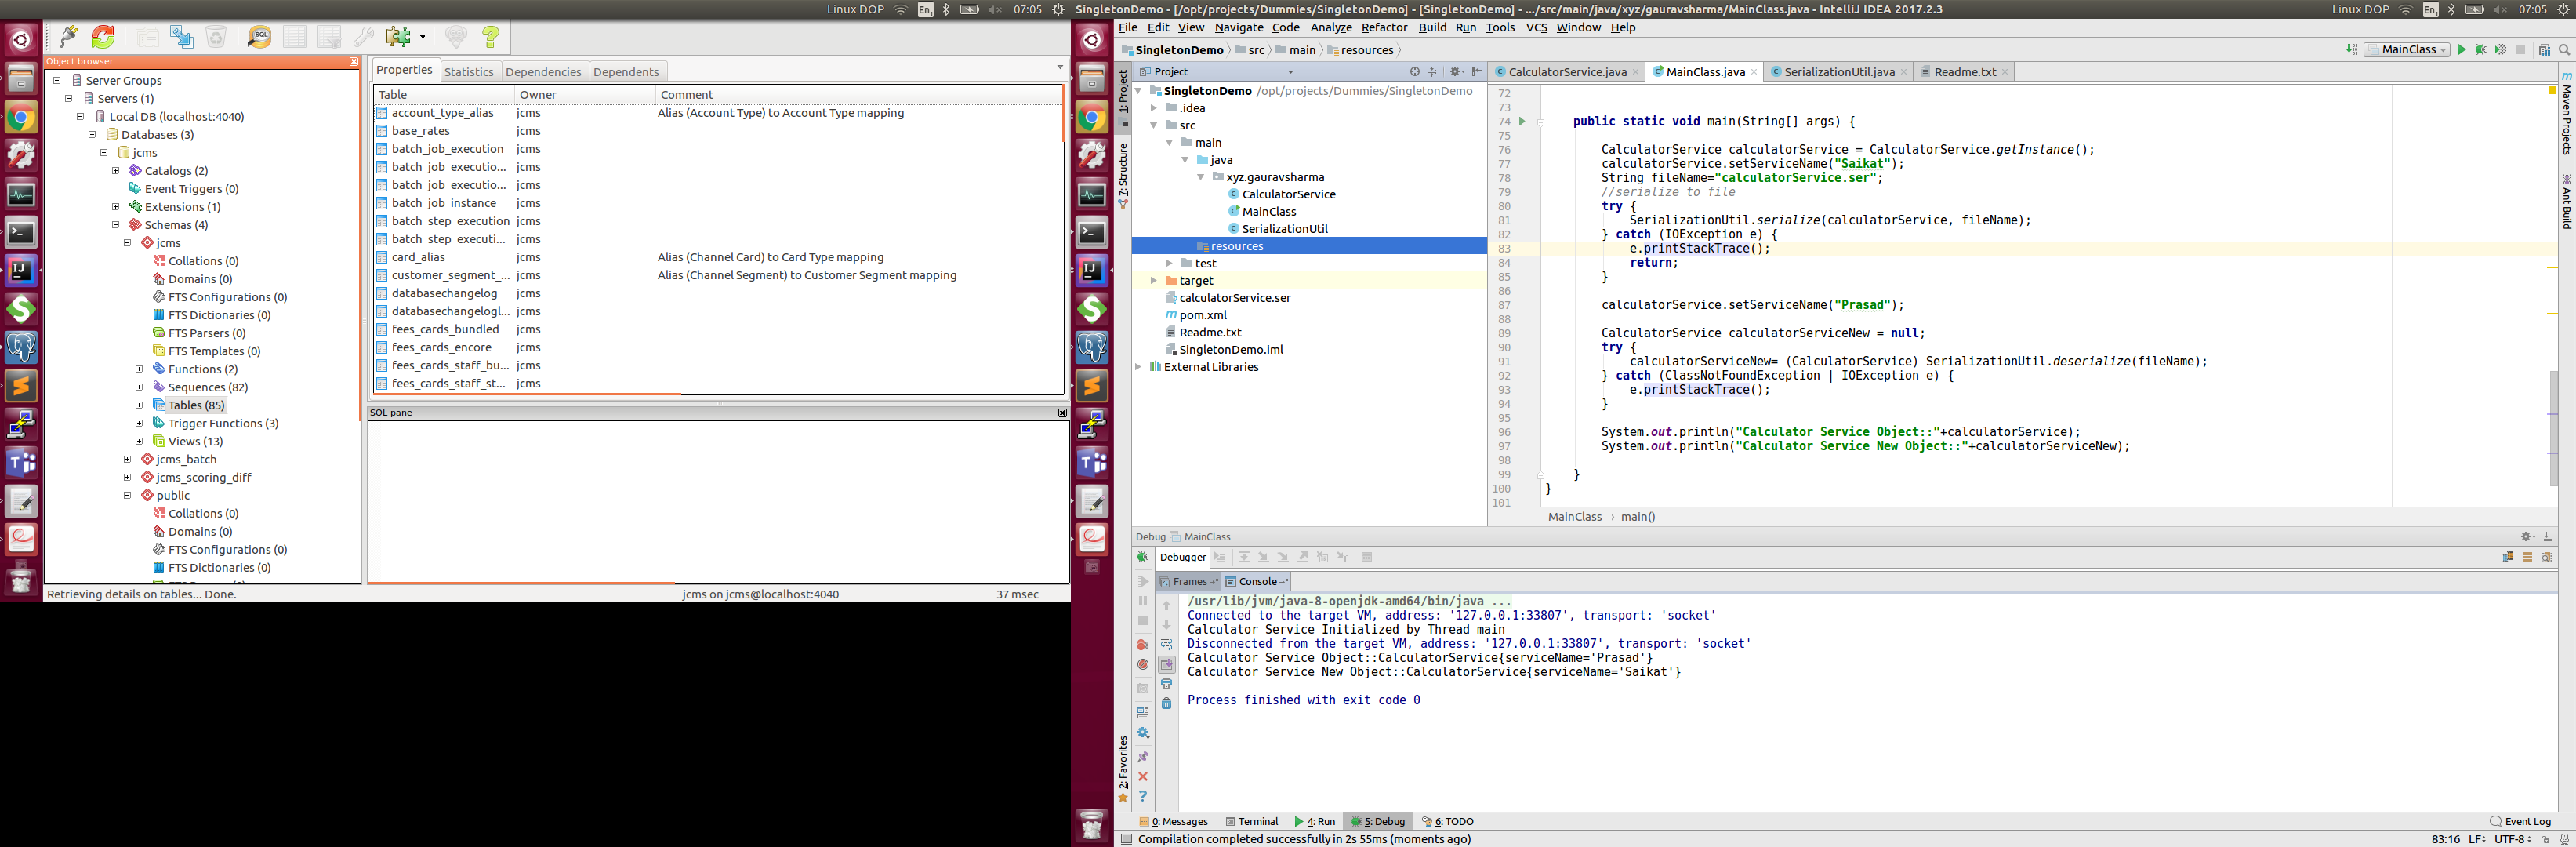 Linux DOP
En1
07:05
Object browser
Server Groups
Servers (1)
Local DB (localhost:4040)
Databases (3)
jcms
Catalogs (2)
Event Triggers (0)
Extensions (1)
Schemas (4)
jcms
Collations (0)
Domains (0)
FTS Configurations (0)
FTS Dictionaries (0)
FTS Parsers (0)
FTS Templates (0)
Functions (2)
Sequences (82)
Tables (85)
Trigger Functions (3)
Views (13)
jcms_batch
jcms_scoring_diff
public
Collations (0)
Domains (0)
FTS Configurations (0)
FTS Dictionaries (0)
Properties Statistics Dependencies Dependents
Table Owner Comment
account_type_alias jcms Alias (Account Type) to Account Type mapping
base_rates jcms
batch_job_execution jcms
batch_job_executio... jcms
batch_job_executio... jcms
batch_job_instance jcms
batch_step_execution jcms
batch_step_executi... jcms
card_alias jcms Alias (Channel Card) to Card Type mapping
customer_segment_... jcms Alias (Channel Segment) to Customer Segment mapping
databasechangelog jcms
databasechangelogl... jcms
fees_cards_bundled jcms
fees_cards_encore jcms
fees_cards_staff_bu... jcms
fees_cards_staff_st... jcms
SQL pane
Retrieving details on tables... Done. jcms on jcms@localhost:4040 37 msec
SingletonDemo - [/opt/projects/Dummies/SingletonDemo] - [SingletonDemo] - .../src/main/java/xyz/gauravsharma/MainClass.java - IntelliJ IDEA 2017.2.3
Linux DOP
En1
07:05
File Edit View Navigate Code Analyze Refactor Build Run Tools VCS Window Help
SingletonDemo src main resources
MainClass
1: Project
7: Structure
2: Favorites
Project
SingletonDemo /opt/projects/Dummies/SingletonDemo
.idea
src
main
java
xyz.gauravsharma
CalculatorService
MainClass
SerializationUtil
resources
test
target
calculatorService.ser
pom.xml
Readme.txt
SingletonDemo.iml
External Libraries
CalculatorService.java MainClass.java SerializationUtil.java Readme.txt
72
73
74 public static void main(String[] args) {
75
76 CalculatorService calculatorService = CalculatorService.getInstance();
77 calculatorService.setServiceName("Saikat");
78 String fileName="calculatorService.ser";
79 //serialize to file
80 try {
81 SerializationUtil.serialize(calculatorService, fileName);
82 } catch (IOException e) {
83 e.printStackTrace();
84 return;
85 }
86
87 calculatorService.setServiceName("Prasad");
88
89 CalculatorService calculatorServiceNew = null;
90 try {
91 calculatorServiceNew= (CalculatorService) SerializationUtil.deserialize(fileName);
92 } catch (ClassNotFoundException | IOException e) {
93 e.printStackTrace();
94 }
95
96 System.out.println("Calculator Service Object::"+calculatorService);
97 System.out.println("Calculator Service New Object::"+calculatorServiceNew);
98
99 }
100 }
101
MainClass › main()
Maven Projects
Ant Build
Debug MainClass
Debugger
Frames Console
/usr/lib/jvm/java-8-openjdk-amd64/bin/java ...
Connected to the target VM, address: '127.0.0.1:33807', transport: 'socket'
Calculator Service Initialized by Thread main
Disconnected from the target VM, address: '127.0.0.1:33807', transport: 'socket'
Calculator Service Object::CalculatorService{serviceName='Prasad'}
Calculator Service New Object::CalculatorService{serviceName='Saikat'}
Process finished with exit code 0
0: Messages Terminal 4: Run 5: Debug 6: TODO Event Log
Compilation completed successfully in 2s 55ms (moments ago) 83:16 LF UTF-8